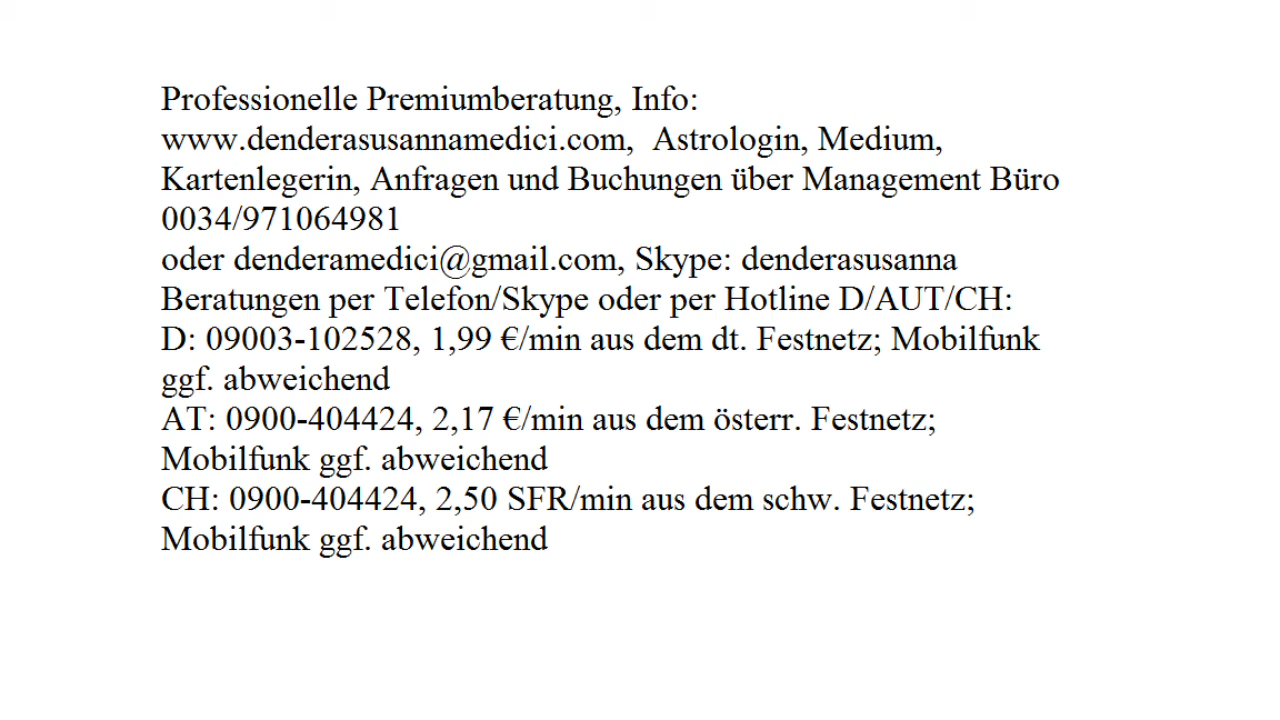 Professionelle Premiumberatung, Info:
www.denderasusannamedici.com,  Astrologin, Medium,
Kartenlegerin, Anfragen und Buchungen über Management Büro
0034/971064981
oder denderamedici@gmail.com, Skype: denderasusanna
Beratungen per Telefon/Skype oder per Hotline D/AUT/CH:
D: 09003-102528, 1,99 €/min aus dem dt. Festnetz; Mobilfunk
ggf. abweichend
AT: 0900-404424, 2,17 €/min aus dem österr. Festnetz;
Mobilfunk ggf. abweichend
CH: 0900-404424, 2,50 SFR/min aus dem schw. Festnetz;
Mobilfunk ggf. abweichend